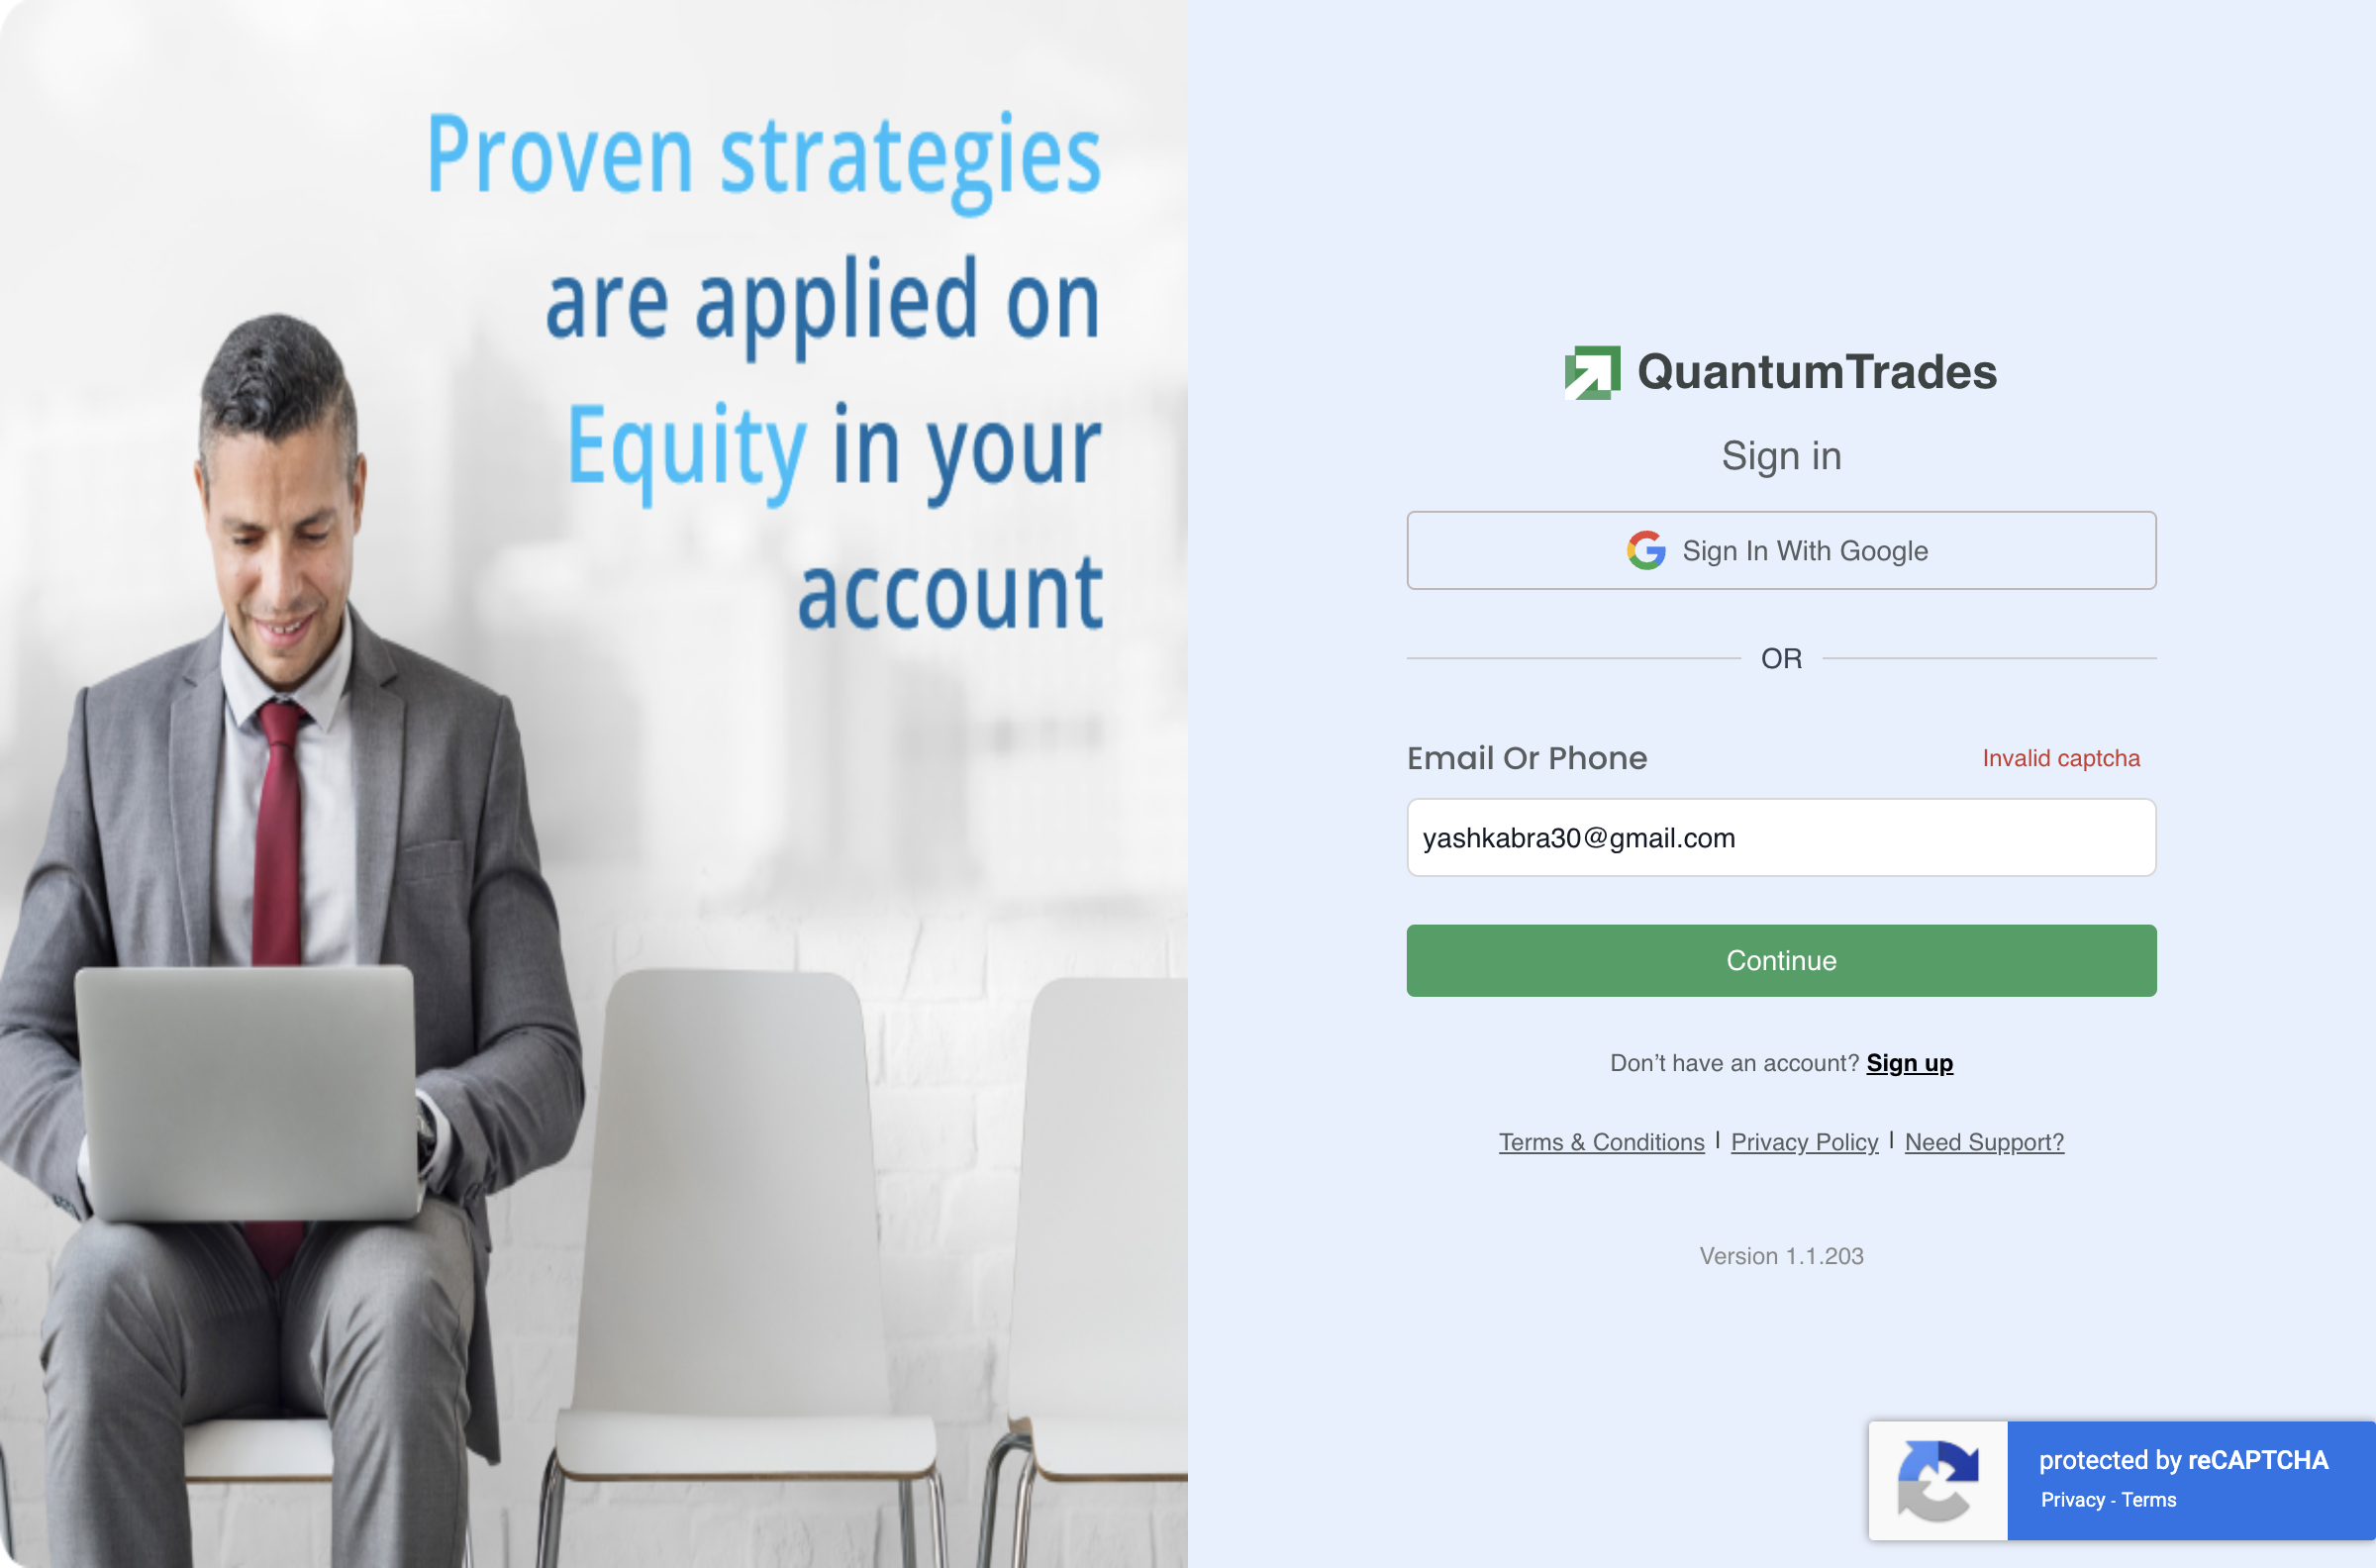 Proven strategies
are applied on
Equity in your
account
QuantumTrades
Sign in
Sign In With Google
OR
Email Or Phone
Invalid captcha
yashkabra30@gmail.com
Continue
Don’t have an account? Sign up
Terms & Conditions | Privacy Policy | Need Support?
Version 1.1.203
protected by reCAPTCHA
Privacy - Terms